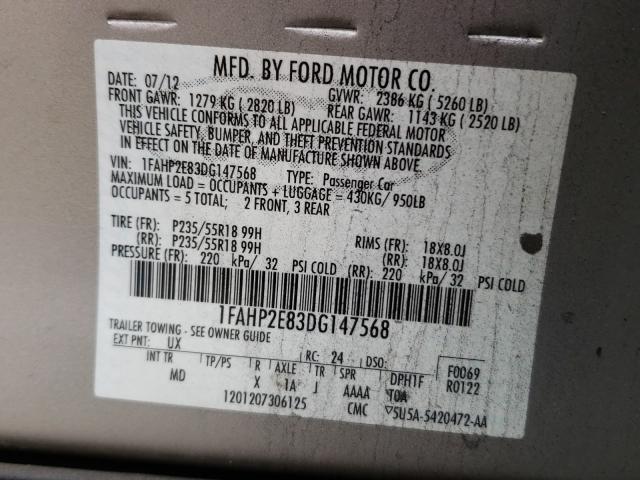 MFD. BY FORD MOTOR CO.
DATE: 07/12 GVWR: 2386 KG ( 5260 LB)
FRONT GAWR: 1279 KG ( 2820 LB) REAR GAWR: 1143 KG ( 2520 LB)
THIS VEHICLE CONFORMS TO ALL APPLICABLE FEDERAL MOTOR
VEHICLE SAFETY, BUMPER, AND THEFT PREVENTION STANDARDS
IN EFFECT ON THE DATE OF MANUFACTURE SHOWN ABOVE.
VIN: 1FAHP2E83DG147568 TYPE: Passenger Car
MAXIMUM LOAD = OCCUPANTS + LUGGAGE = 430KG/ 950LB
OCCUPANTS = 5 TOTAL; 2 FRONT, 3 REAR
TIRE (FR): P235/55R18 99H RIMS (FR): 18X8.0J
(RR): P235/55R18 99H (RR): 18X8.0J
PRESSURE (FR): 220 kPa/ 32 PSI COLD (RR): 220 kPa/ 32 PSI COLD
1FAHP2E83DG147568
TRAILER TOWING - SEE OWNER GUIDE
EXT PNT: UX RC: 24 DSO: F0069
INT TR TP/PS R AXLE TR SPR DPH1F R0122
MD X 1A J AAAA TOA
1201207306125 CMC ▽5U5A-5420472-AA